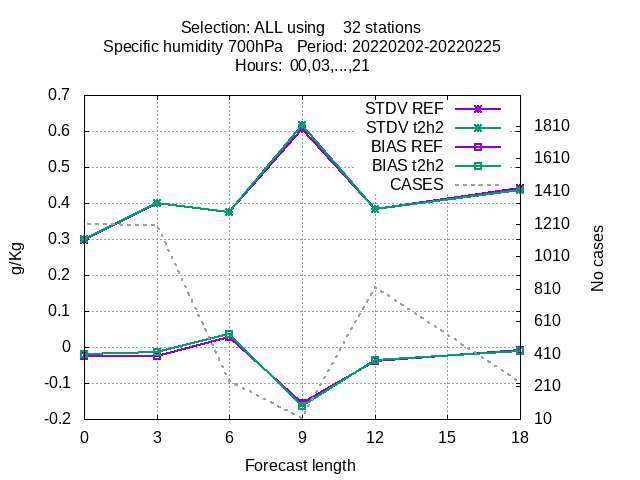 Selection: ALL using    32 stations
Specific humidity 700hPa   Period: 20220202-20220225
Hours: 00,03,...,21
STDV REF
STDV t2h2
BIAS REF
BIAS t2h2
CASES
0.7
0.6
0.5
0.4
0.3
0.2
0.1
0
-0.1
-0.2
g/Kg
1810
1610
1410
1210
1010
810
610
410
210
10
No cases
0 3 6 9 12 15 18
Forecast length